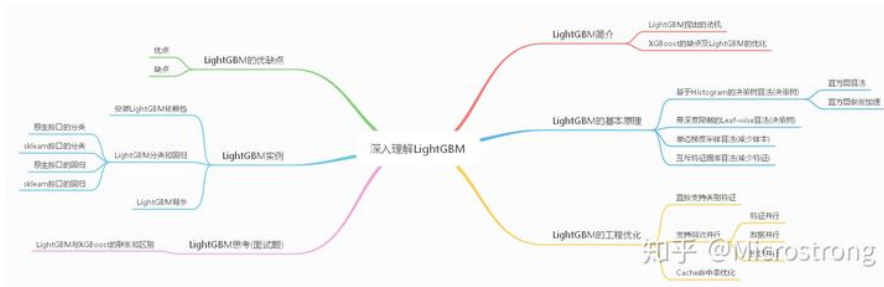 深入理解LightGBM
LightGBM简介
LightGBM提出的动机
XGBoost的缺点及LightGBM的优化
LightGBM的基本原理
基于Histogram的决策树算法(决策树)
直方图算法
直方图做差加速
带深度限制的Leaf-wise算法(决策树)
单边梯度采样算法(减少样本)
互斥特征捆绑算法(减少特征)
LightGBM的工程优化
直接支持类别特征
支持高效并行
特征并行
数据并行
Cache命中率优化
LightGBM的优缺点
优点
缺点
LightGBM实例
安装LightGBM依赖包
LightGBM分类和回归
原生接口的分类
sklearn接口的分类
原生接口的回归
sklearn接口的回归
LightGBM调参
LightGBM思考(面试题)
LightGBM与XGBoost的联系和区别
知乎 @Microstrong